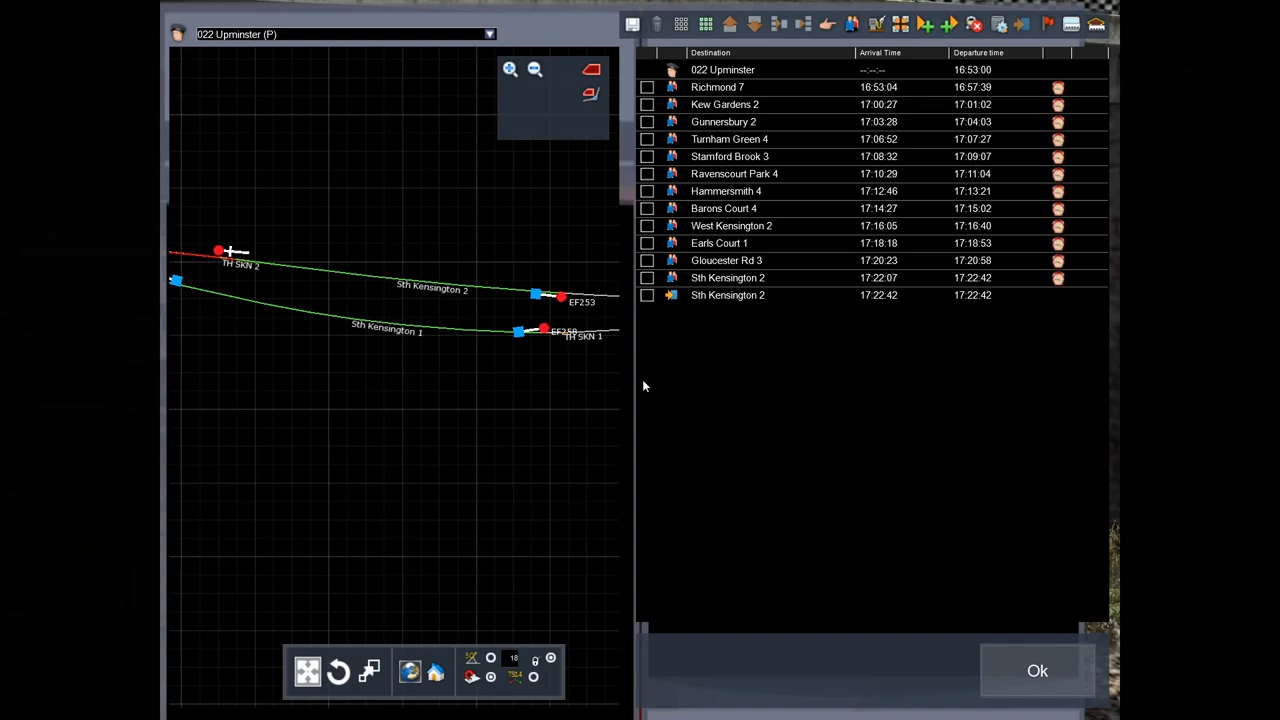 022 Upminster (P)
Destination Arrival Time Departure time
022 Upminster --:--:-- 16:53:00
Richmond 7 16:53:04 16:57:39
Kew Gardens 2 17:00:27 17:01:02
Gunnersbury 2 17:03:28 17:04:03
Turnham Green 4 17:06:52 17:07:27
Stamford Brook 3 17:08:32 17:09:07
Ravenscourt Park 4 17:10:29 17:11:04
Hammersmith 4 17:12:46 17:13:21
Barons Court 4 17:14:27 17:15:02
West Kensington 2 17:16:05 17:16:40
Earls Court 1 17:18:18 17:18:53
Gloucester Rd 3 17:20:23 17:20:58
Sth Kensington 2 17:22:07 17:22:42
Sth Kensington 2 17:22:42 17:22:42
TH SKN 2
Sth Kensington 2
EF253
Sth Kensington 1
TH SKN 1
18
TS14
Ok